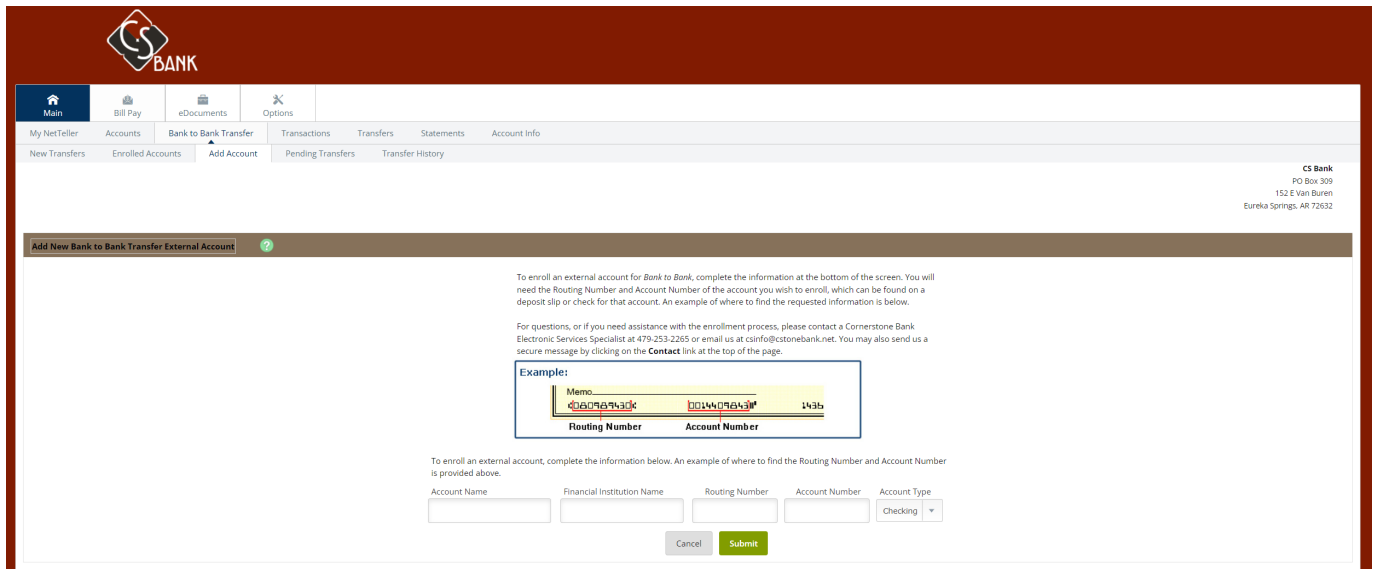 CS
BANK
Main
Bill Pay
eDocuments
Options
My NetTeller
Accounts
Bank to Bank Transfer
Transactions
Transfers
Statements
Account Info
New Transfers
Enrolled Accounts
Add Account
Pending Transfers
Transfer History
CS Bank
PO Box 309
152 E Van Buren
Eureka Springs, AR 72632
Add New Bank to Bank Transfer External Account
?
To enroll an external account for Bank to Bank, complete the information at the bottom of the screen. You will
need the Routing Number and Account Number of the account you wish to enroll, which can be found on a
deposit slip or check for that account. An example of where to find the requested information is below.
For questions, or if you need assistance with the enrollment process, please contact a Cornerstone Bank
Electronic Services Specialist at 479-253-2265 or email us at csinfo@cstonebank.net. You may also send us a
secure message by clicking on the Contact link at the top of the page.
Example:
Memo
⑆080989430⑆ 0014409843⑈ 1436
Routing Number Account Number
To enroll an external account, complete the information below. An example of where to find the Routing Number and Account Number
is provided above.
Account Name
Financial Institution Name
Routing Number
Account Number
Account Type
Checking
Cancel
Submit